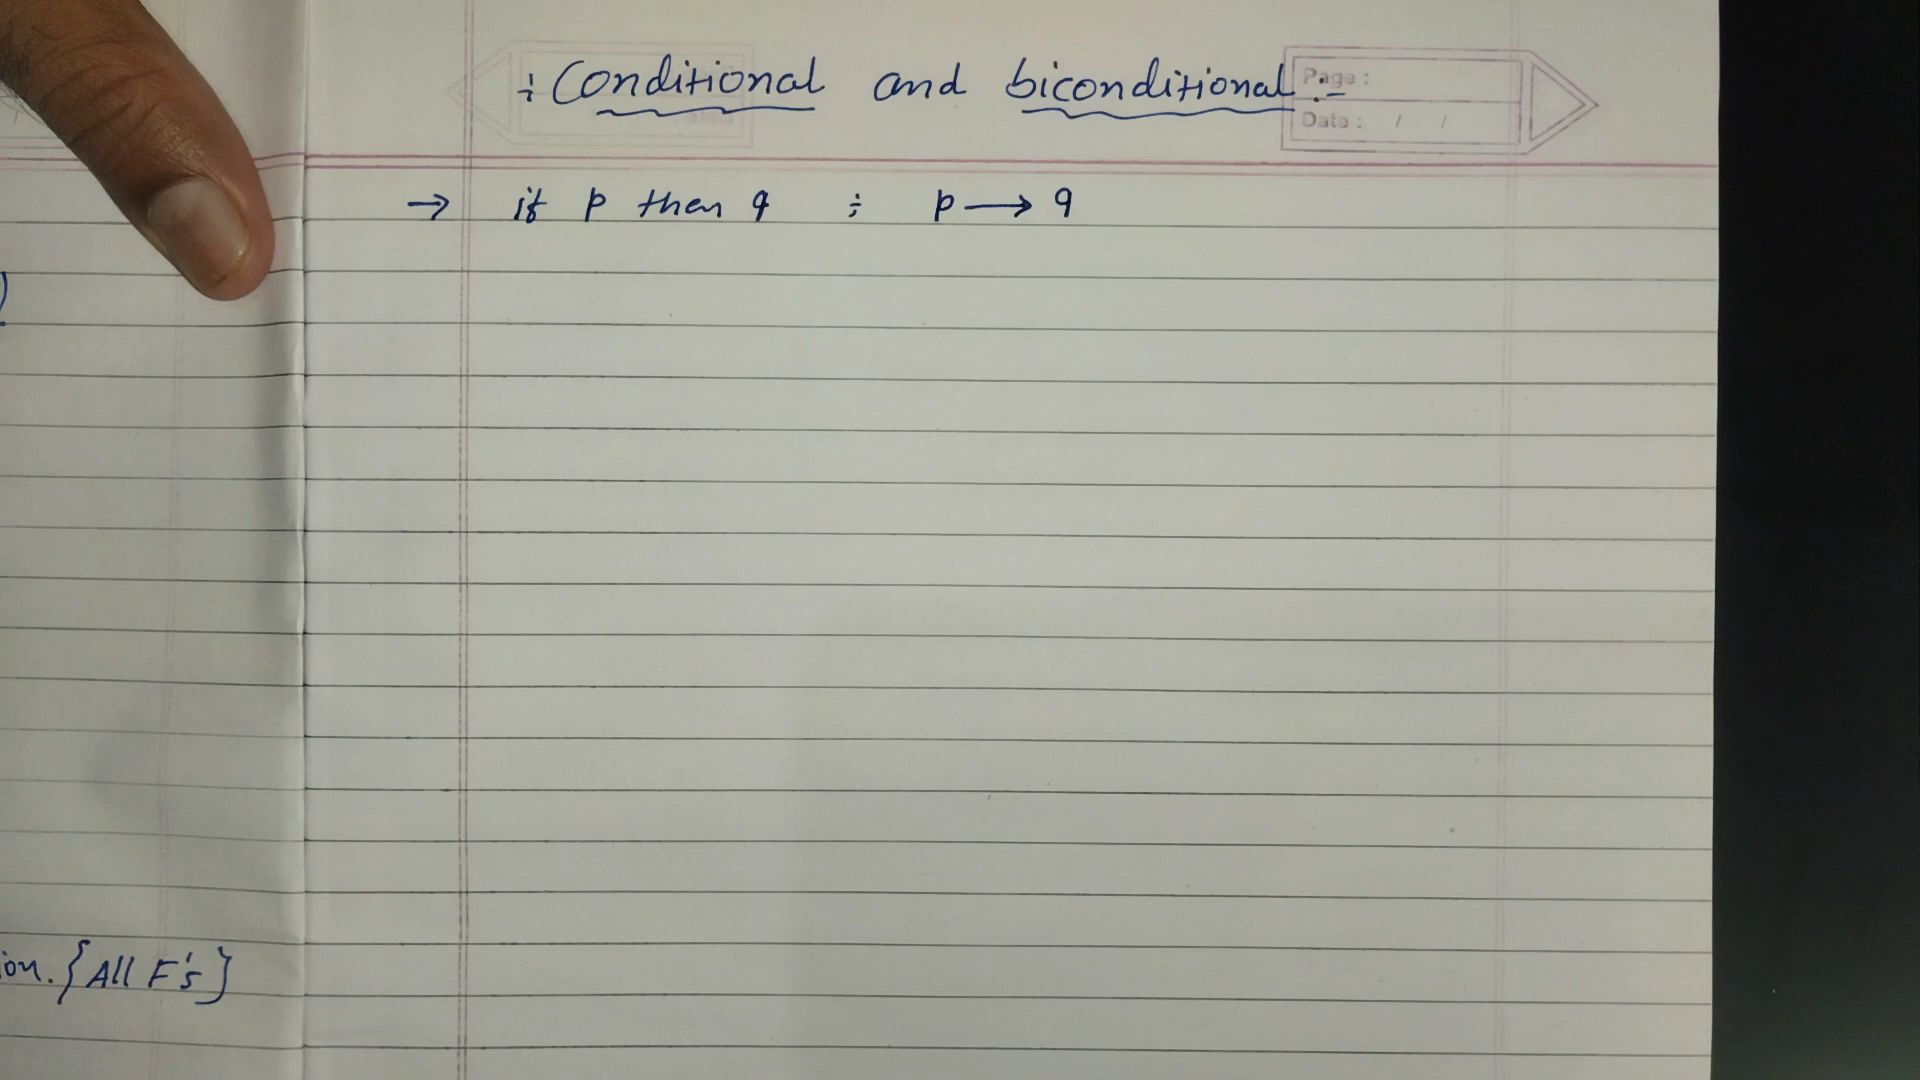 :Conditional and biconditional:-
Page:
Date: / /
→ if p then q : p → q
)
ion. {All F's}